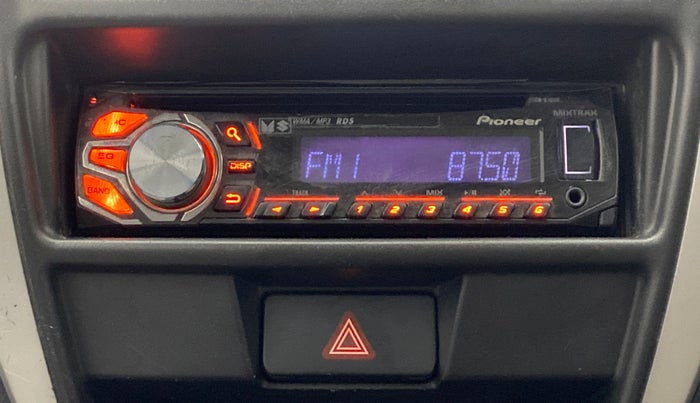 WMA/MP3 RDS
Pioneer
MIXTRAX
EQ
DISP
BAND
FM1 87.50
TRACK MIX
1 2 3 4 5 6